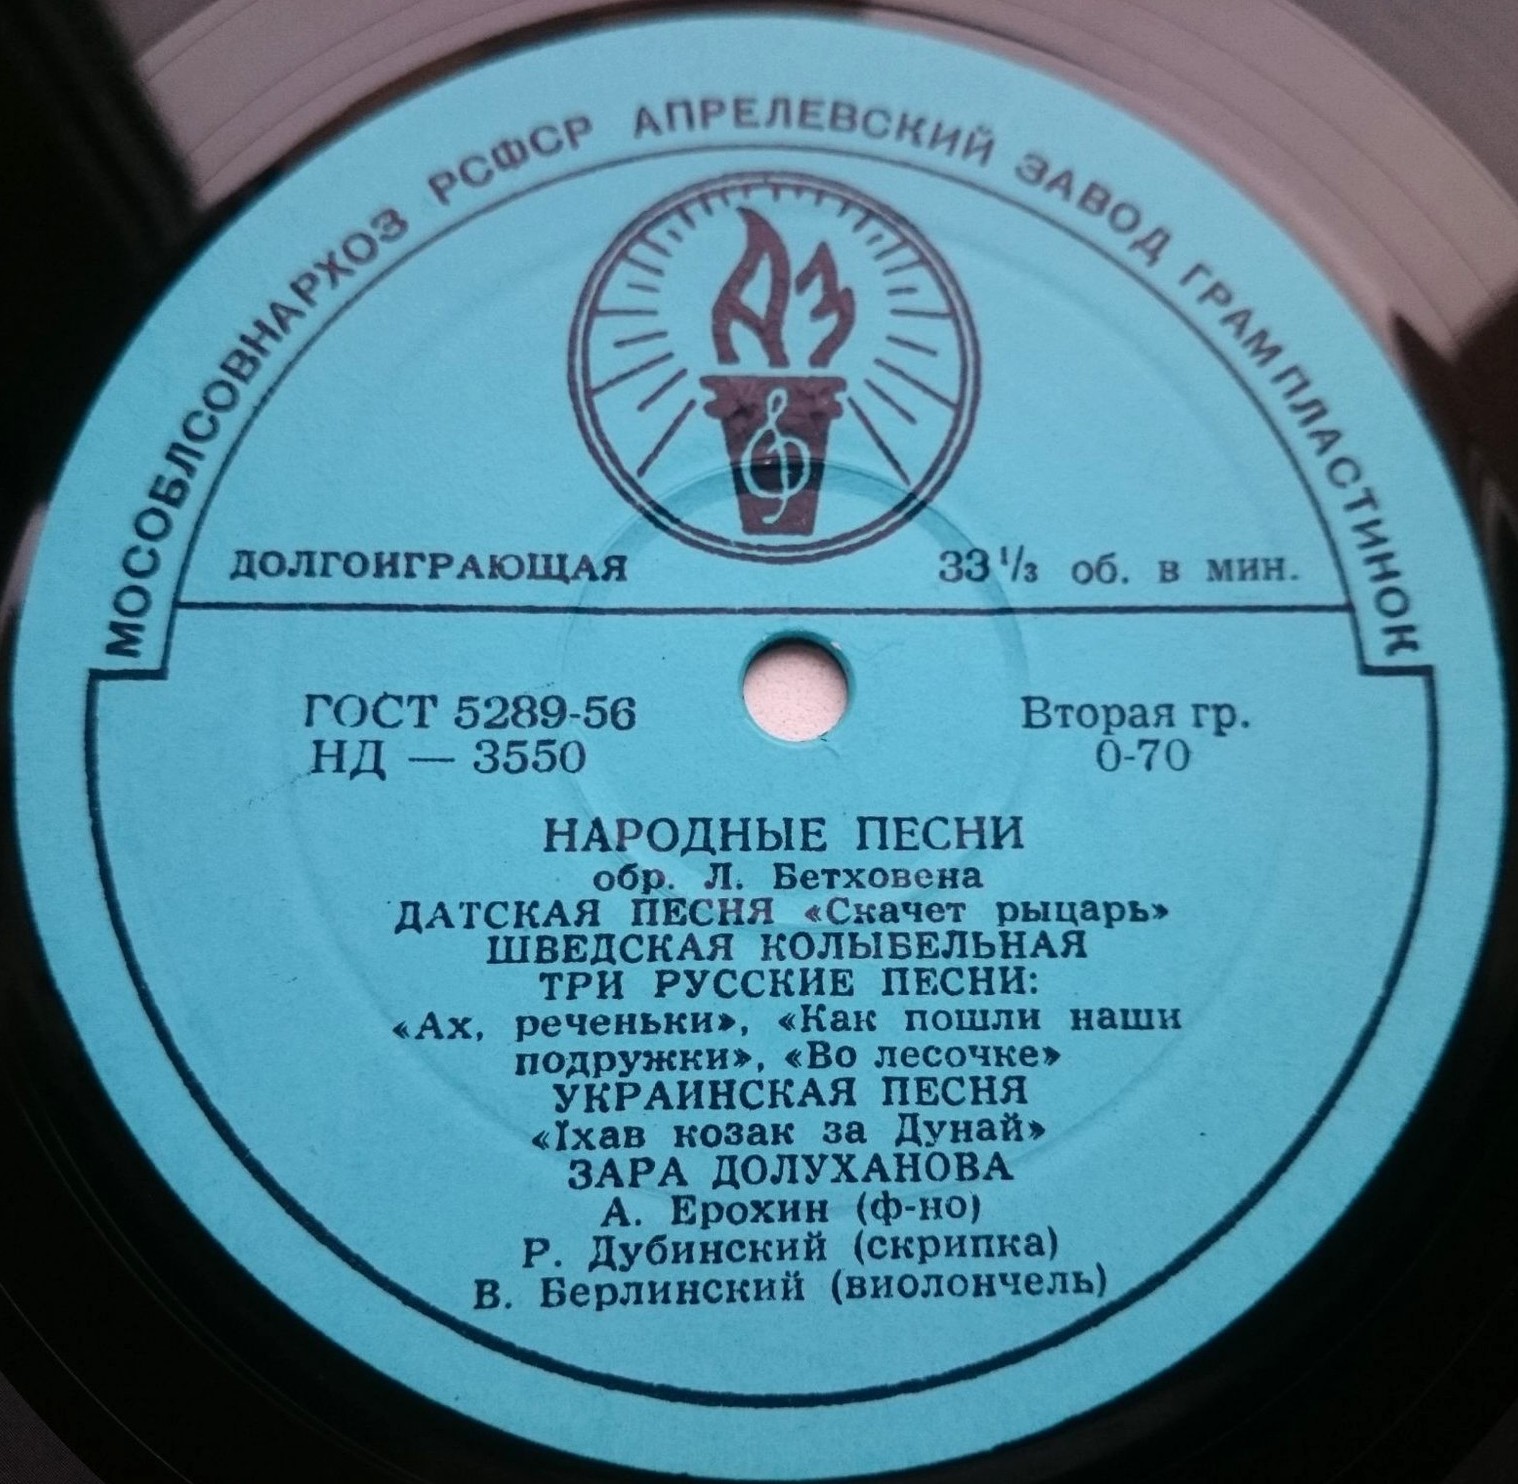 МОСОБЛСОВНАРХОЗ РСФСР АПРЕЛЕВСКИЙ ЗАВОД ГРАМПЛАСТИНОК
АЗ
ДОЛГОИГРАЮЩАЯ 33 1/3 об. в мин.
ГОСТ 5289-56 Вторая гр.
НД — 3550 0-70
НАРОДНЫЕ ПЕСНИ
обр. Л. Бетховена
ДАТСКАЯ ПЕСНЯ «Скачет рыцарь»
ШВЕДСКАЯ КОЛЫБЕЛЬНАЯ
ТРИ РУССКИЕ ПЕСНИ:
«Ах, реченьки», «Как пошли наши
подружки», «Во лесочке»
УКРАИНСКАЯ ПЕСНЯ
«Їхав козак за Дунай»
ЗАРА ДОЛУХАНОВА
А. Ерохин (ф-но)
Р. Дубинский (скрипка)
В. Берлинский (виолончель)